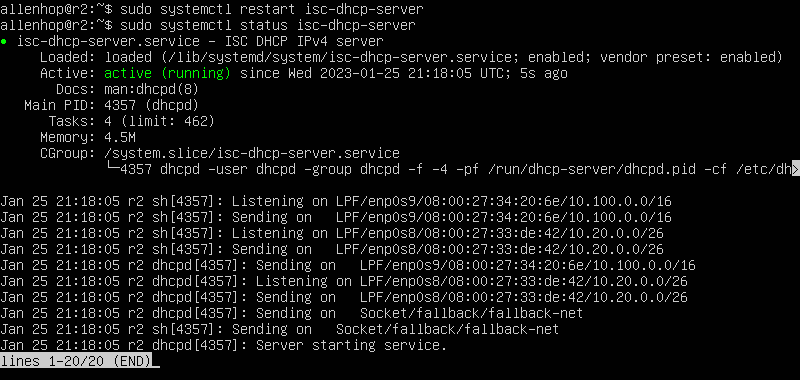 allenhop@r2:~$ sudo systemctl restart isc-dhcp-server
allenhop@r2:~$ sudo systemctl status isc-dhcp-server
● isc-dhcp-server.service - ISC DHCP IPv4 server
     Loaded: loaded (/lib/systemd/system/isc-dhcp-server.service; enabled; vendor preset: enabled)
     Active: active (running) since Wed 2023-01-25 21:18:05 UTC; 5s ago
       Docs: man:dhcpd(8)
   Main PID: 4357 (dhcpd)
      Tasks: 4 (limit: 462)
     Memory: 4.5M
     CGroup: /system.slice/isc-dhcp-server.service
             └─4357 dhcpd -user dhcpd -group dhcpd -f -4 -pf /run/dhcp-server/dhcpd.pid -cf /etc/dh>

Jan 25 21:18:05 r2 sh[4357]: Listening on LPF/enp0s9/08:00:27:34:20:6e/10.100.0.0/16
Jan 25 21:18:05 r2 sh[4357]: Sending on   LPF/enp0s9/08:00:27:34:20:6e/10.100.0.0/16
Jan 25 21:18:05 r2 sh[4357]: Listening on LPF/enp0s8/08:00:27:33:de:42/10.20.0.0/26
Jan 25 21:18:05 r2 sh[4357]: Sending on   LPF/enp0s8/08:00:27:33:de:42/10.20.0.0/26
Jan 25 21:18:05 r2 dhcpd[4357]: Sending on   LPF/enp0s9/08:00:27:34:20:6e/10.100.0.0/16
Jan 25 21:18:05 r2 dhcpd[4357]: Listening on LPF/enp0s8/08:00:27:33:de:42/10.20.0.0/26
Jan 25 21:18:05 r2 dhcpd[4357]: Sending on   LPF/enp0s8/08:00:27:33:de:42/10.20.0.0/26
Jan 25 21:18:05 r2 dhcpd[4357]: Sending on   Socket/fallback/fallback-net
Jan 25 21:18:05 r2 sh[4357]: Sending on   Socket/fallback/fallback-net
Jan 25 21:18:05 r2 dhcpd[4357]: Server starting service.
lines 1-20/20 (END)